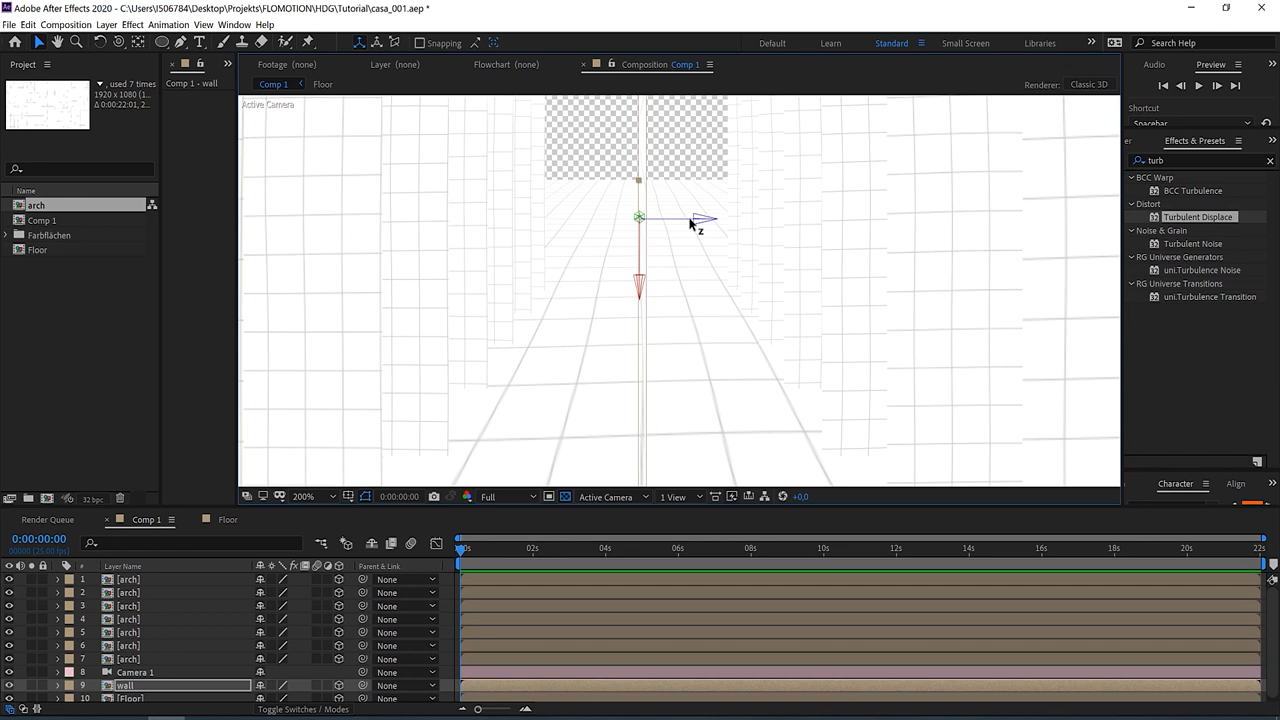 Adobe After Effects 2020 - C:\Users\I506784\Desktop\Projekts\FLOMOTION\HDG\Tutorial\casa_001.aep *
File Edit Composition Layer Effect Animation View Window Help
Snapping
Default Learn Standard Small Screen Libraries
Search Help
Project
, used 7 times
1920 x 1080 (1...
Δ 0:00:22:01, 2...
Name
arch
Comp 1
Farbflächen
Floor
32 bpc
Comp 1 - wall
Footage (none) Layer (none) Flowchart (none) Composition Comp 1
Comp 1 Floor
Renderer: Classic 3D
Active Camera
z
200% 0:00:00:00 Full Active Camera 1 View +0,0
Audio Preview
Shortcut
Spacebar
Effects & Presets
turb
BCC Warp
BCC Turbulence
Distort
Turbulent Displace
Noise & Grain
Turbulent Noise
RG Universe Generators
uni.Turbulence Noise
RG Universe Transitions
uni.Turbulence Transition
Character Align
Render Queue Comp 1 Floor
0:00:00:00
00000 (25.00 fps)
# Layer Name Parent & Link
02s 04s 06s 08s 10s 12s 14s 16s 18s 20s 22s
1 [arch] None
2 [arch] None
3 [arch] None
4 [arch] None
5 [arch] None
6 [arch] None
7 [arch] None
8 Camera 1 None
9 wall None
10 [Floor] None
Toggle Switches / Modes